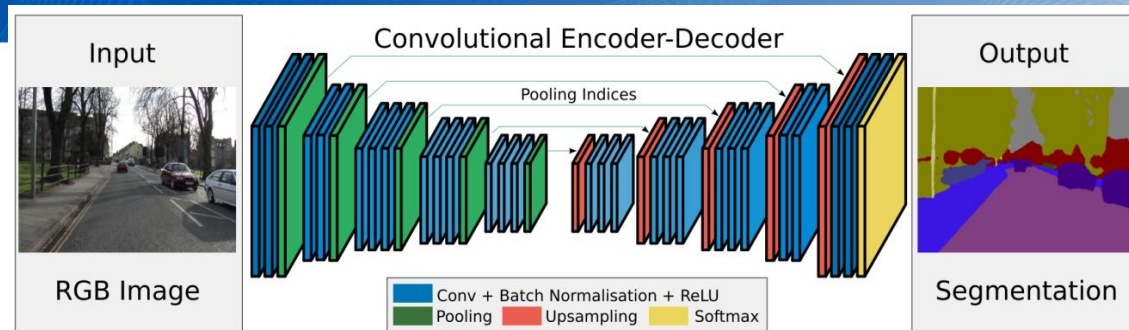 Input
RGB Image
Convolutional Encoder-Decoder
Pooling Indices
Conv + Batch Normalisation + ReLU
Pooling Upsampling Softmax
Output
Segmentation